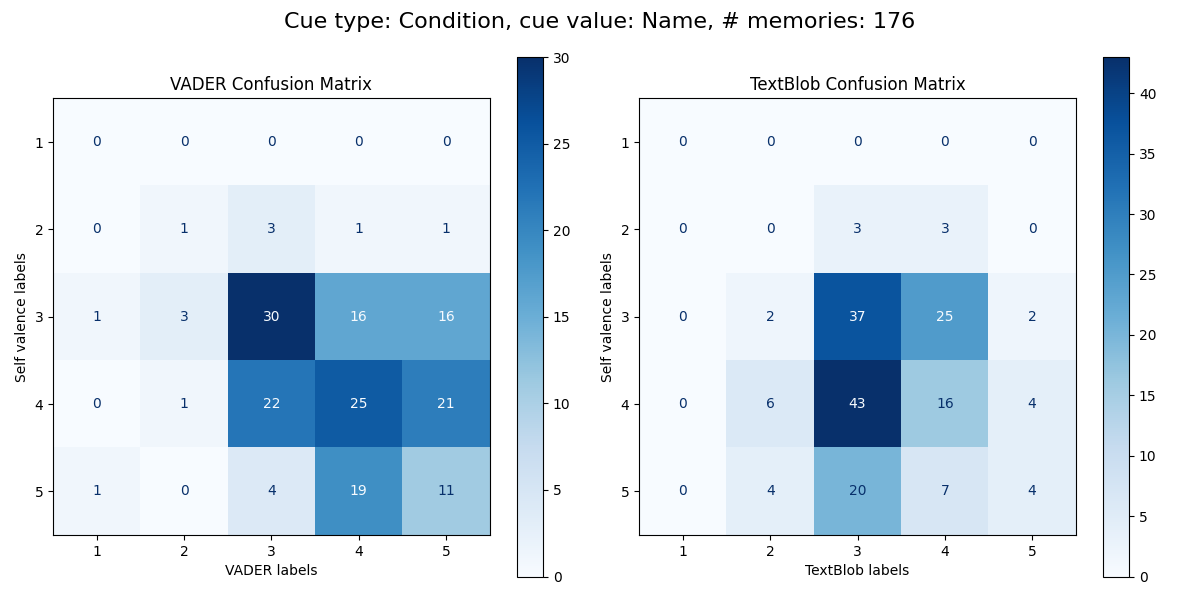 Cue type: Condition, cue value: Name, # memories: 176
VADER Confusion Matrix
Self valence labels
1 0 0 0 0 0
2 0 1 3 1 1
3 1 3 30 16 16
4 0 1 22 25 21
5 1 0 4 19 11
1 2 3 4 5
VADER labels
30
25
20
15
10
5
0
TextBlob Confusion Matrix
Self valence labels
1 0 0 0 0 0
2 0 0 3 3 0
3 0 2 37 25 2
4 0 6 43 16 4
5 0 4 20 7 4
1 2 3 4 5
TextBlob labels
40
35
30
25
20
15
10
5
0